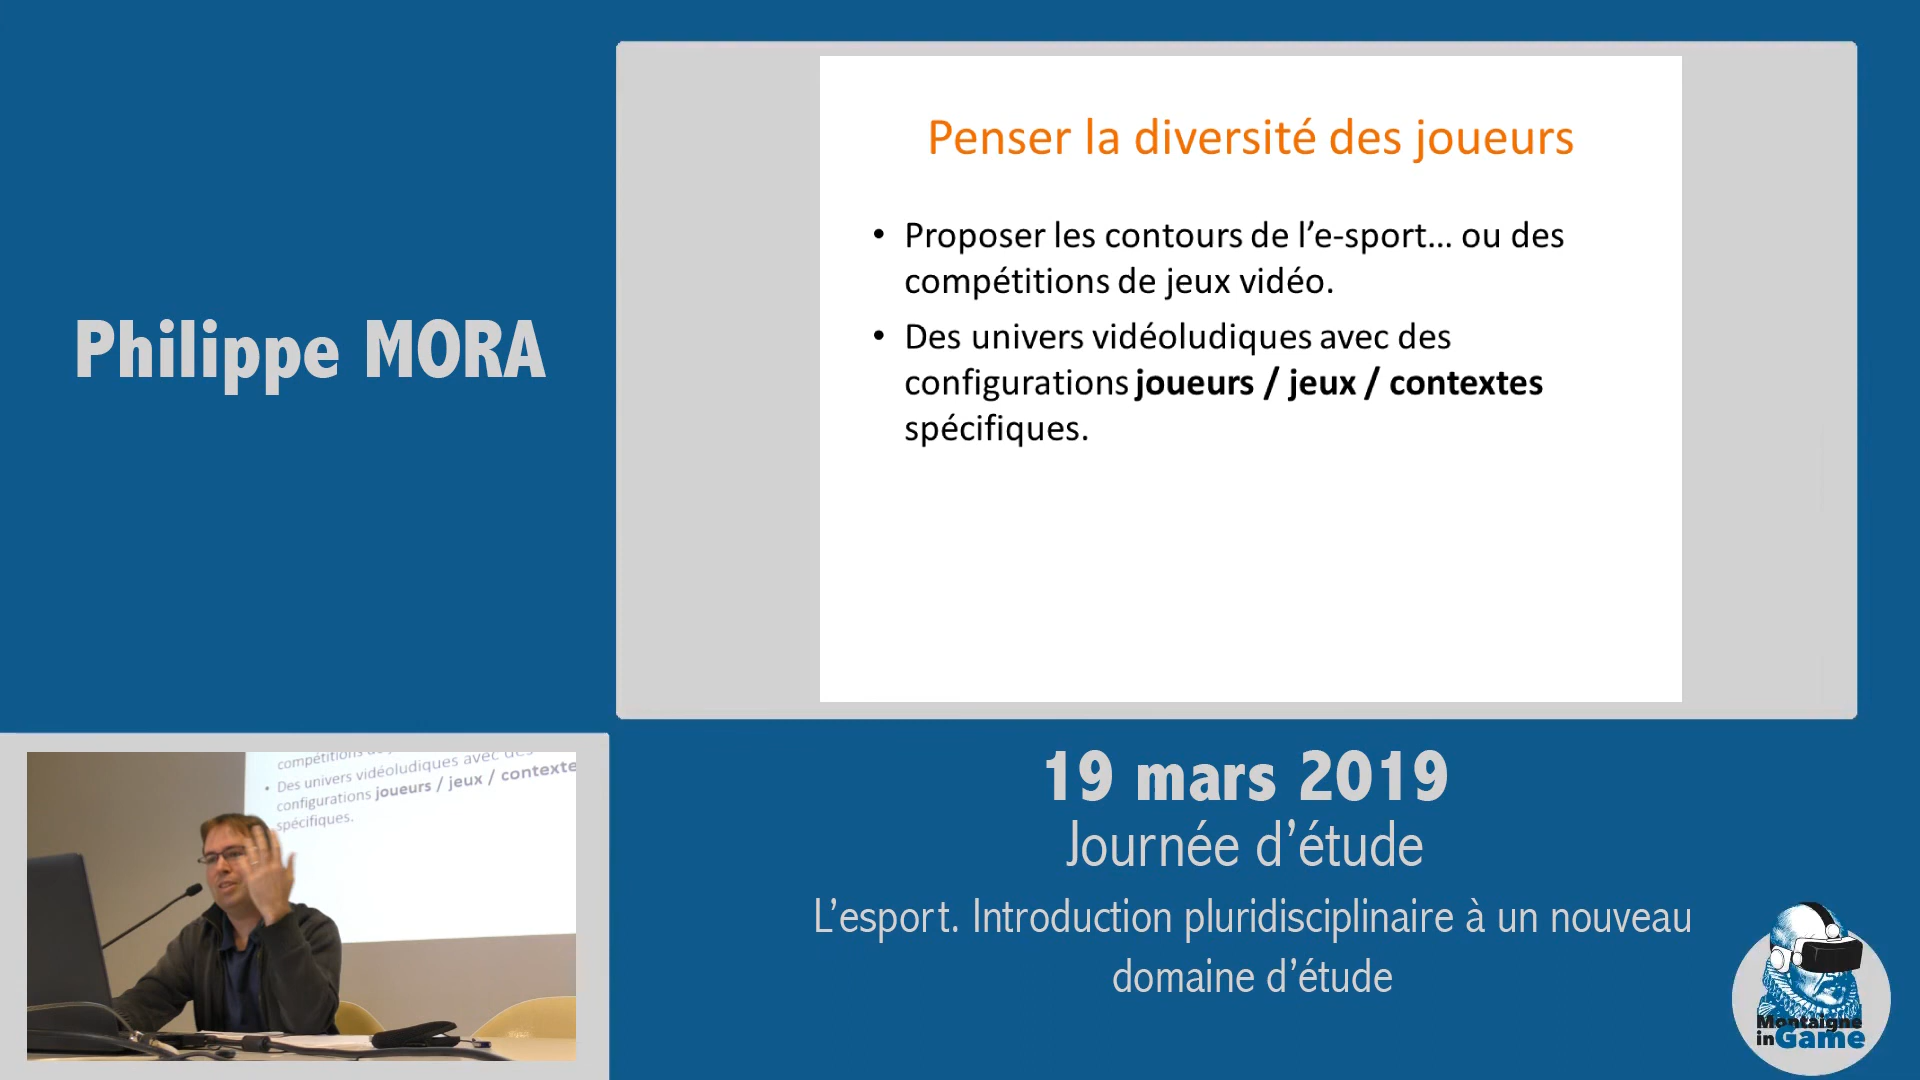 Philippe MORA
Penser la diversité des joueurs
• Proposer les contours de l’e-sport… ou des
compétitions de jeux vidéo.
• Des univers vidéoludiques avec des
configurations joueurs / jeux / contextes
spécifiques.
compétitions
• Des univers vidéoludiques avec des
configurations joueurs / jeux / contexte
spécifiques.
19 mars 2019
Journée d’étude
L’esport. Introduction pluridisciplinaire à un nouveau
domaine d’étude
Montaigne
inGame